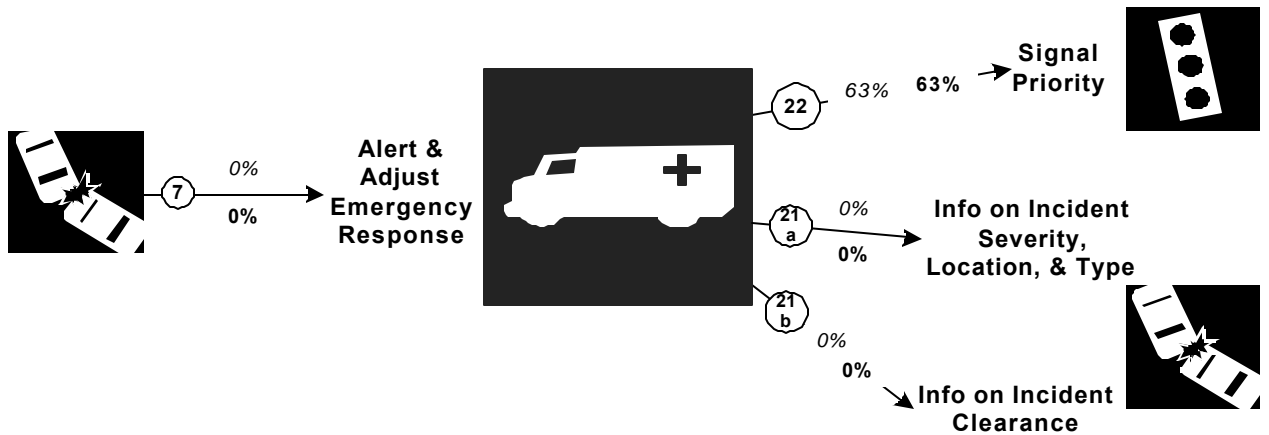 7
0%
0%
Alert &
Adjust
Emergency
Response
22
63%
63%
Signal
Priority
21
a
0%
0%
Info on Incident
Severity,
Location, & Type
21
b
0%
0%
Info on Incident
Clearance